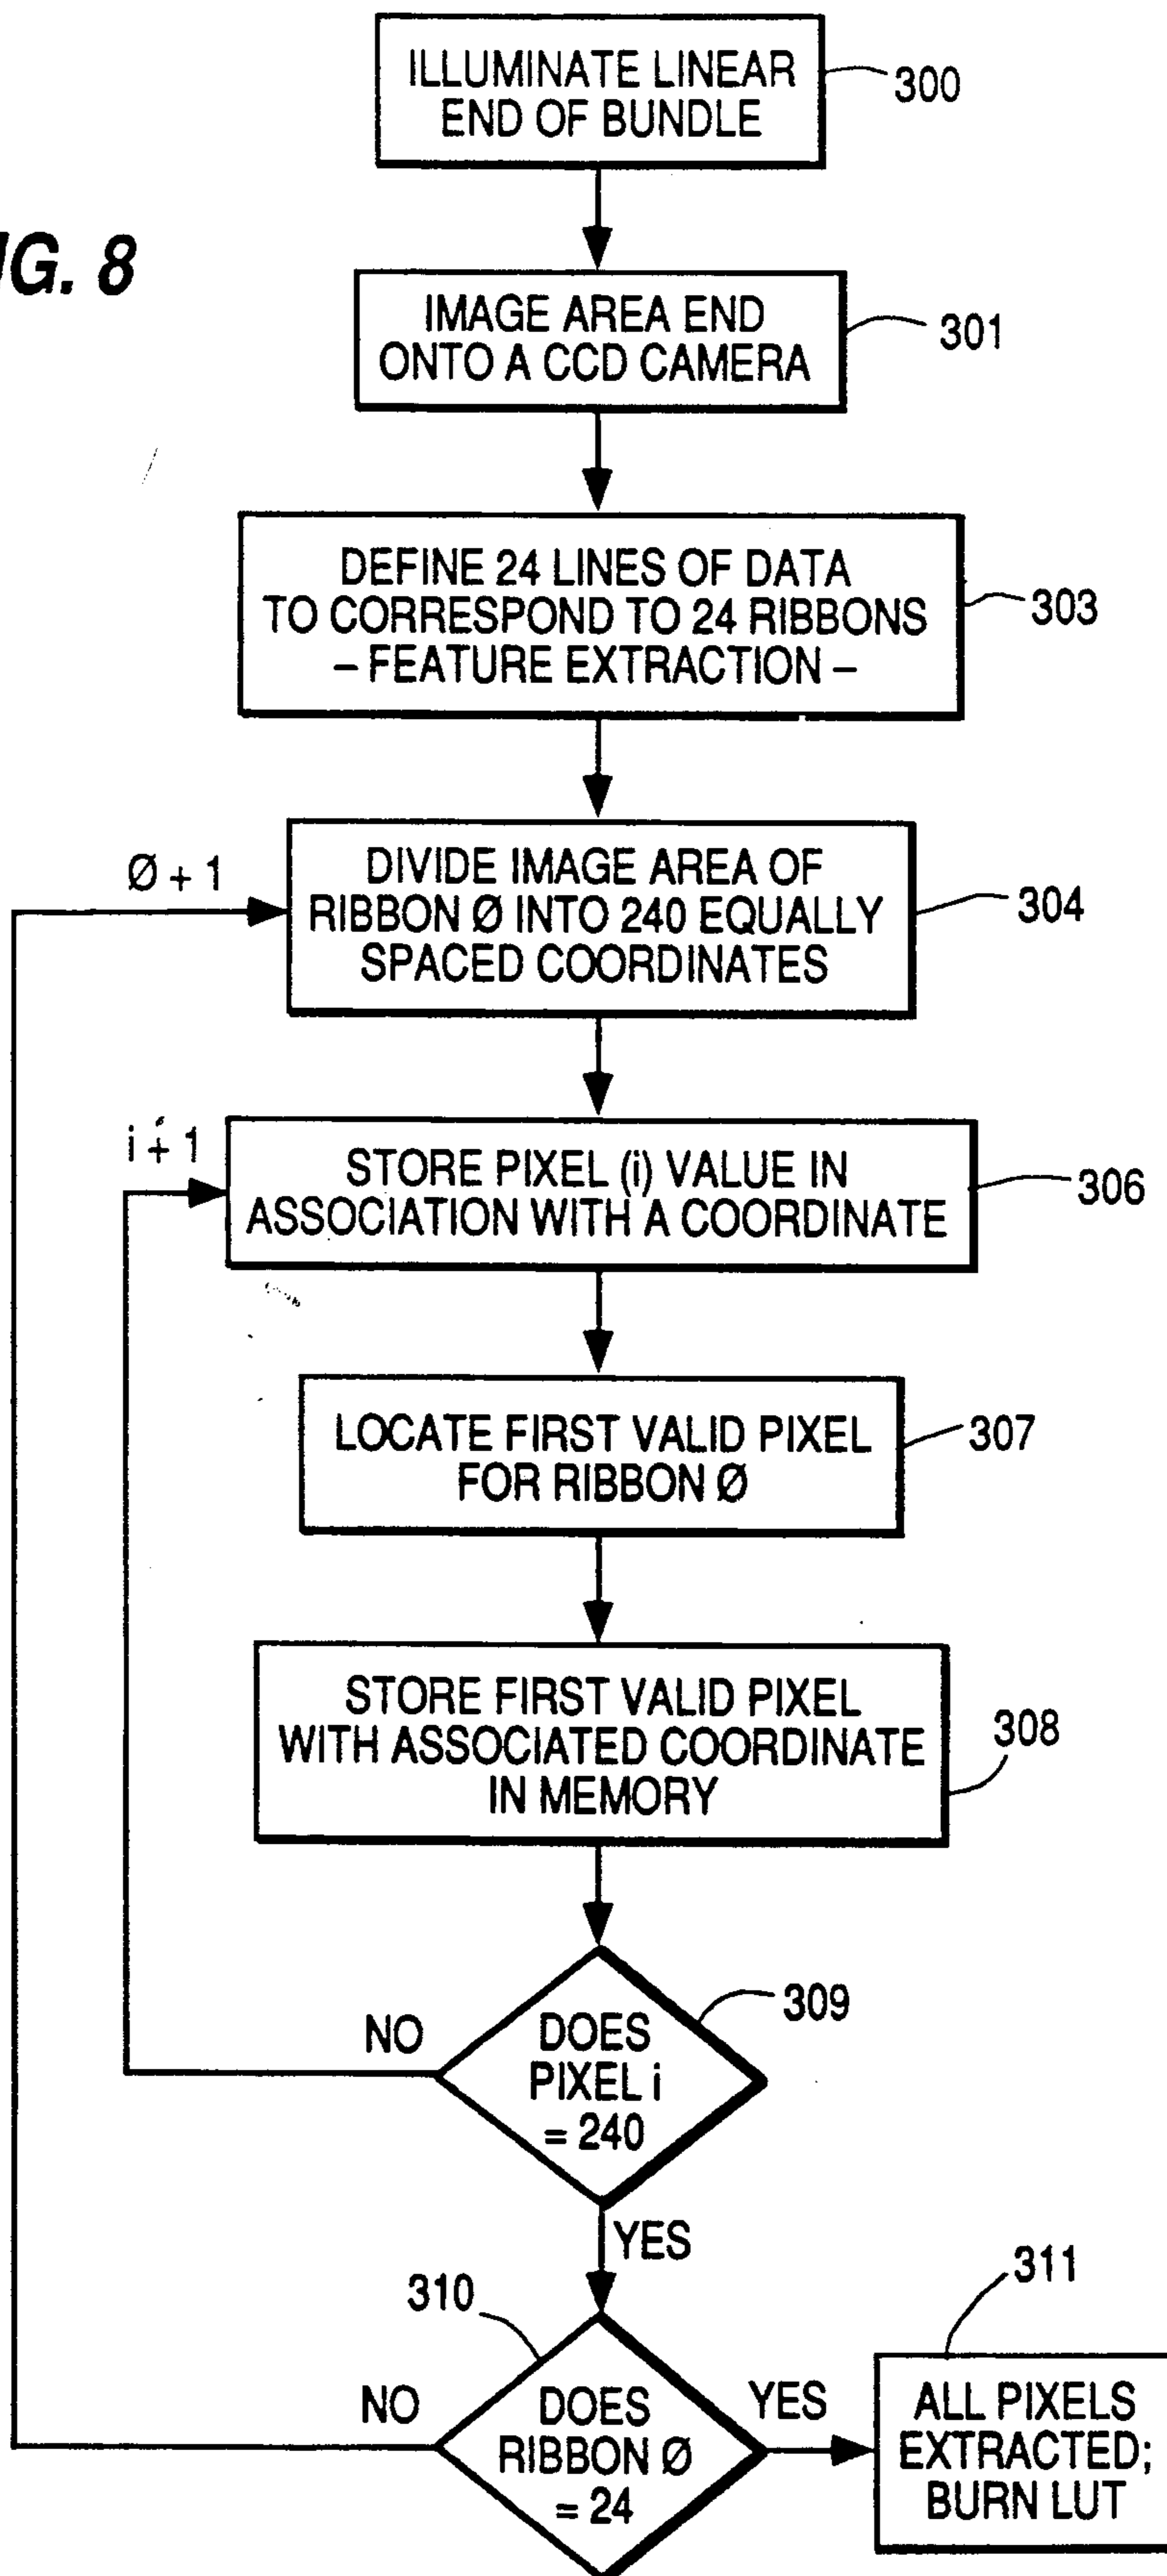 ILLUMINATE LINEAR
END OF BUNDLE
300
IG. 8
IMAGE AREA END
ONTO A CCD CAMERA
301
DEFINE 24 LINES OF DATA
TO CORRESPOND TO 24 RIBBONS
– FEATURE EXTRACTION –
303
Ø + 1
DIVIDE IMAGE AREA OF
RIBBON Ø INTO 240 EQUALLY
SPACED COORDINATES
304
i + 1
STORE PIXEL (i) VALUE IN
ASSOCIATION WITH A COORDINATE
306
LOCATE FIRST VALID PIXEL
FOR RIBBON Ø
307
STORE FIRST VALID PIXEL
WITH ASSOCIATED COORDINATE
IN MEMORY
308
309
NO
DOES
PIXEL i
= 240
YES
310
311
NO
DOES
RIBBON Ø
= 24
YES
ALL PIXELS
EXTRACTED;
BURN LUT